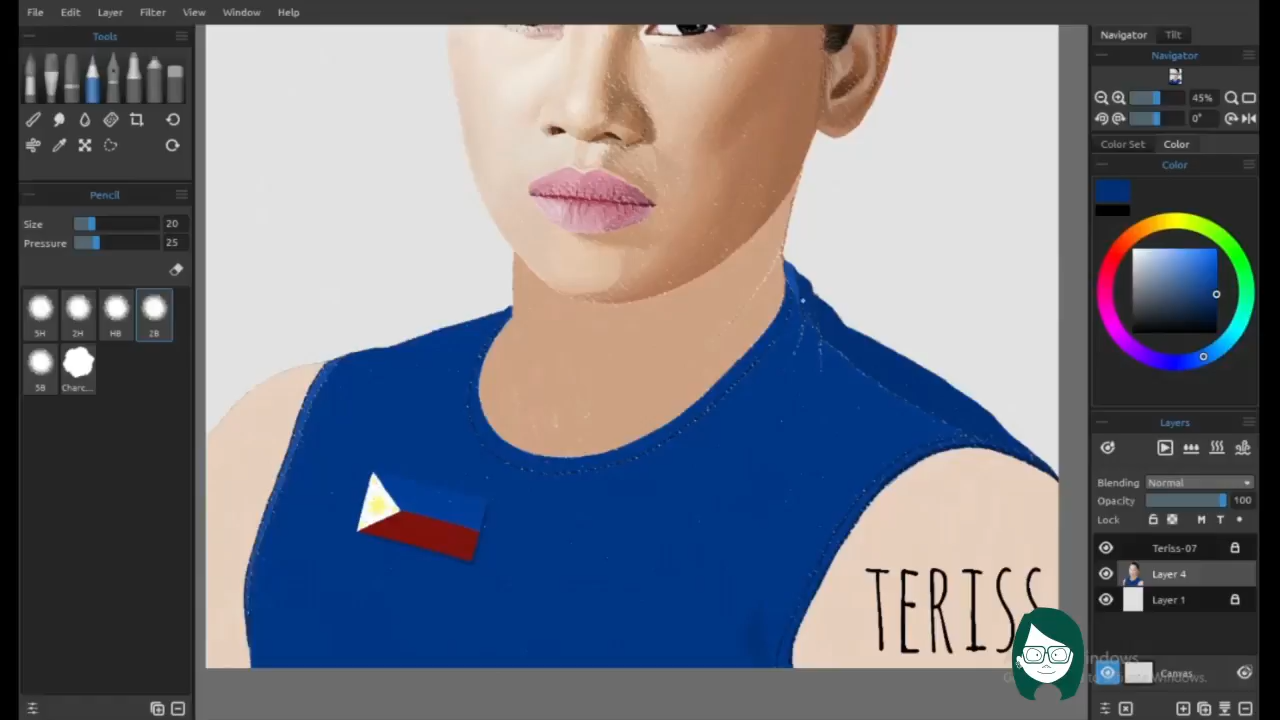 File Edit Layer Filter View Window Help
Tools
Pencil
Size 20
Pressure 25
5H 2H HB 2B
5B Charc...
TERISS
Navigator Tilt
Navigator
45%
0°
Color Set Color
Color
Layers
Blending Normal
Opacity 100
Lock M T
Teriss-07
Layer 4
Layer 1
Canvas